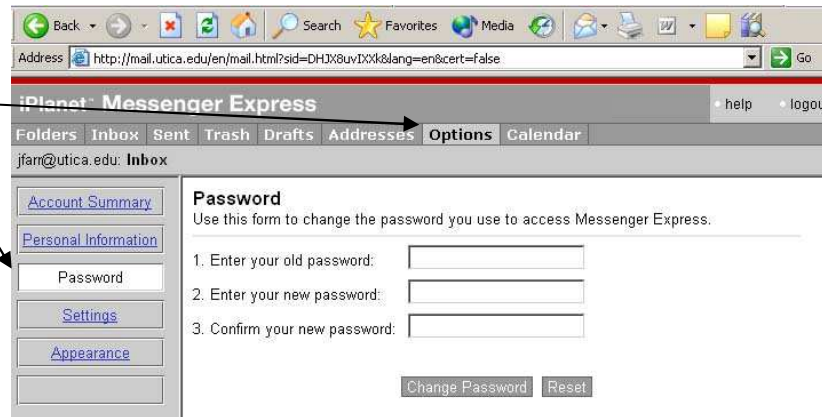 Back Search Favorites Media
Address http://mail.utica.edu/en/mail.html?sid=DHJX8uvIXXk&lang=en&cert=false Go
iPlanet Messenger Express help logou
Folders Inbox Sent Trash Drafts Addresses Options Calendar
jfarr@utica.edu: Inbox
Account Summary
Personal Information
Password
Settings
Appearance
Password
Use this form to change the password you use to access Messenger Express.
1. Enter your old password:
2. Enter your new password:
3. Confirm your new password:
Change Password Reset